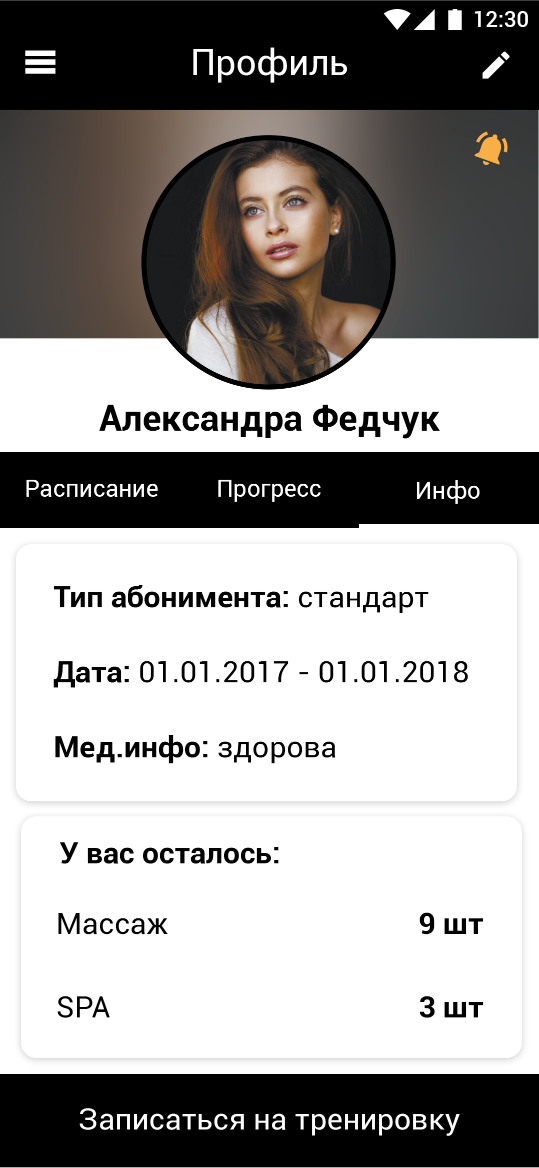 12:30
Профиль
Александра Федчук
Расписание Прогресс Инфо
Тип абонимента: стандарт
Дата: 01.01.2017 - 01.01.2018
Мед.инфо: здорова
У вас осталось:
Массаж 9 шт
SPA 3 шт
Записаться на тренировку